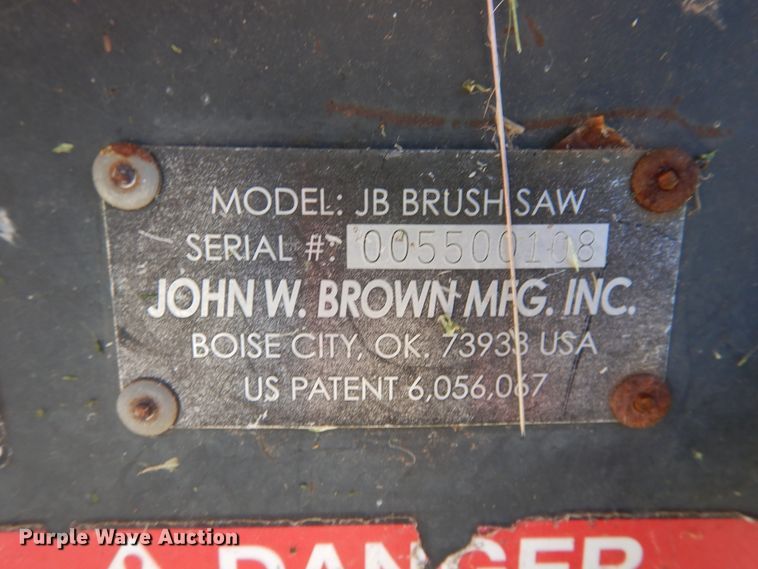 MODEL: JB BRUSH SAW
SERIAL #: 005500108
JOHN W. BROWN MFG. INC.
BOISE CITY, OK. 73933 USA
US PATENT 6,056,067
DANGER
Purple Wave Auction